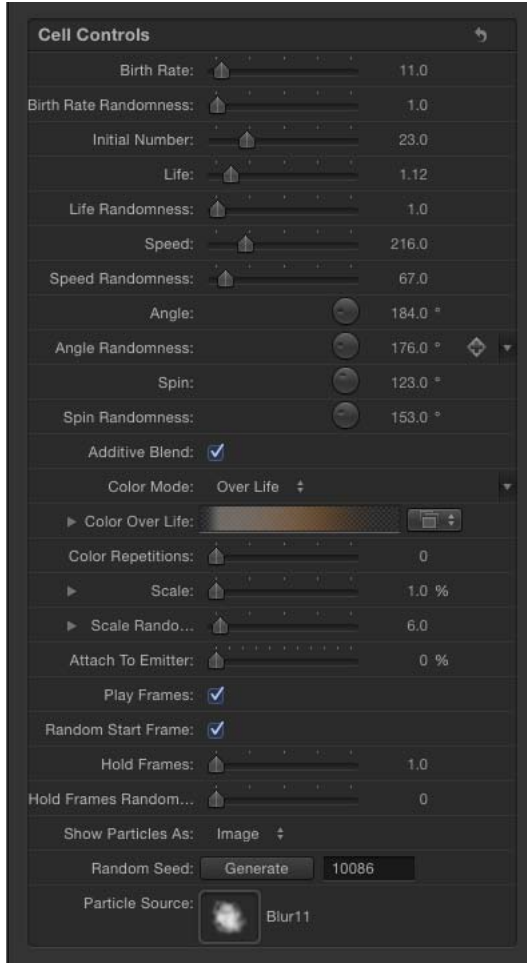 Cell Controls
Birth Rate: 11.0
Birth Rate Randomness: 1.0
Initial Number: 23.0
Life: 1.12
Life Randomness: 1.0
Speed: 216.0
Speed Randomness: 67.0
Angle: 184.0 °
Angle Randomness: 176.0 °
Spin: 123.0 °
Spin Randomness: 153.0 °
Additive Blend:
Color Mode: Over Life
Color Over Life:
Color Repetitions: 0
Scale: 1.0 %
Scale Rando... 6.0
Attach To Emitter: 0 %
Play Frames:
Random Start Frame:
Hold Frames: 1.0
Hold Frames Random... 0
Show Particles As: Image
Random Seed: Generate 10086
Particle Source: Blur11